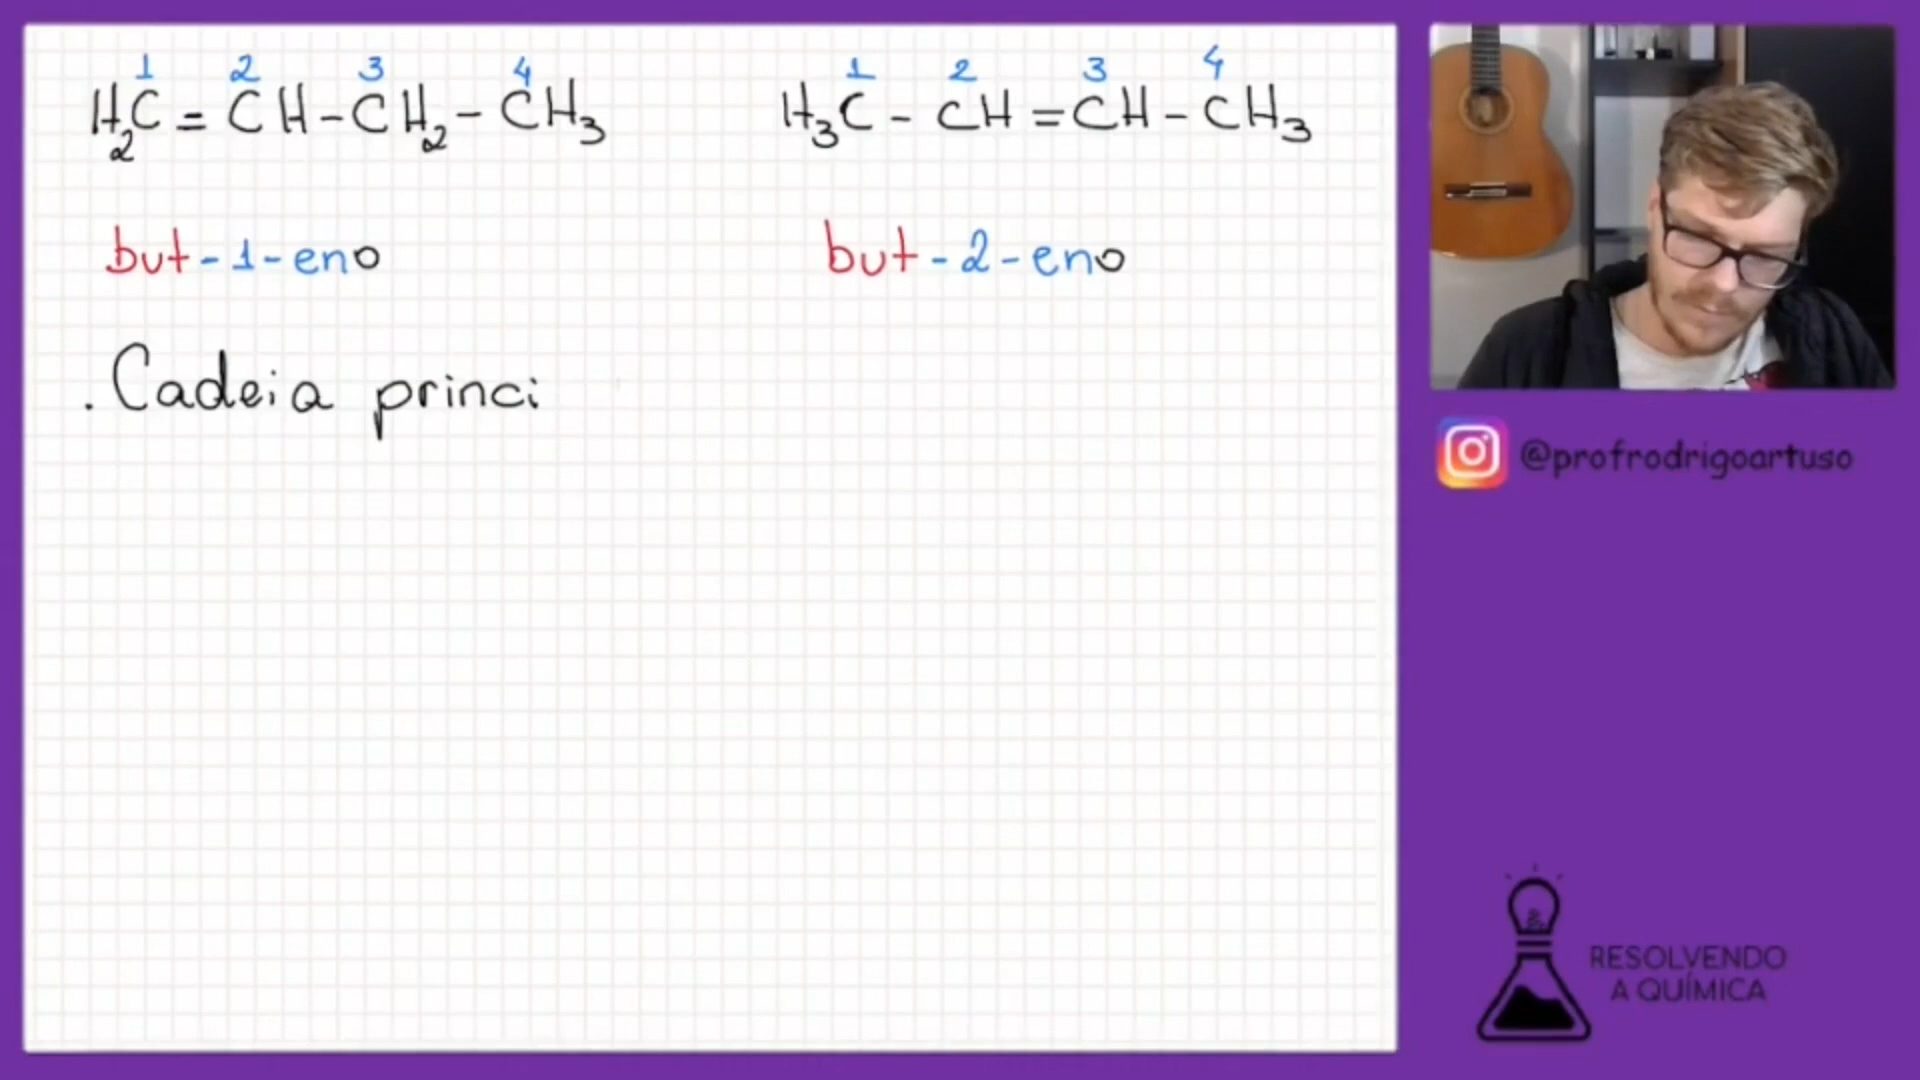 1 2 3 4
H₂C = CH - CH₂ - CH₃
1 2 3 4
H₃C - CH = CH - CH₃
but-1-eno
but-2-eno
. Cadeia princi
@profrodrigoartuso
RESOLVENDO
A QUÍMICA